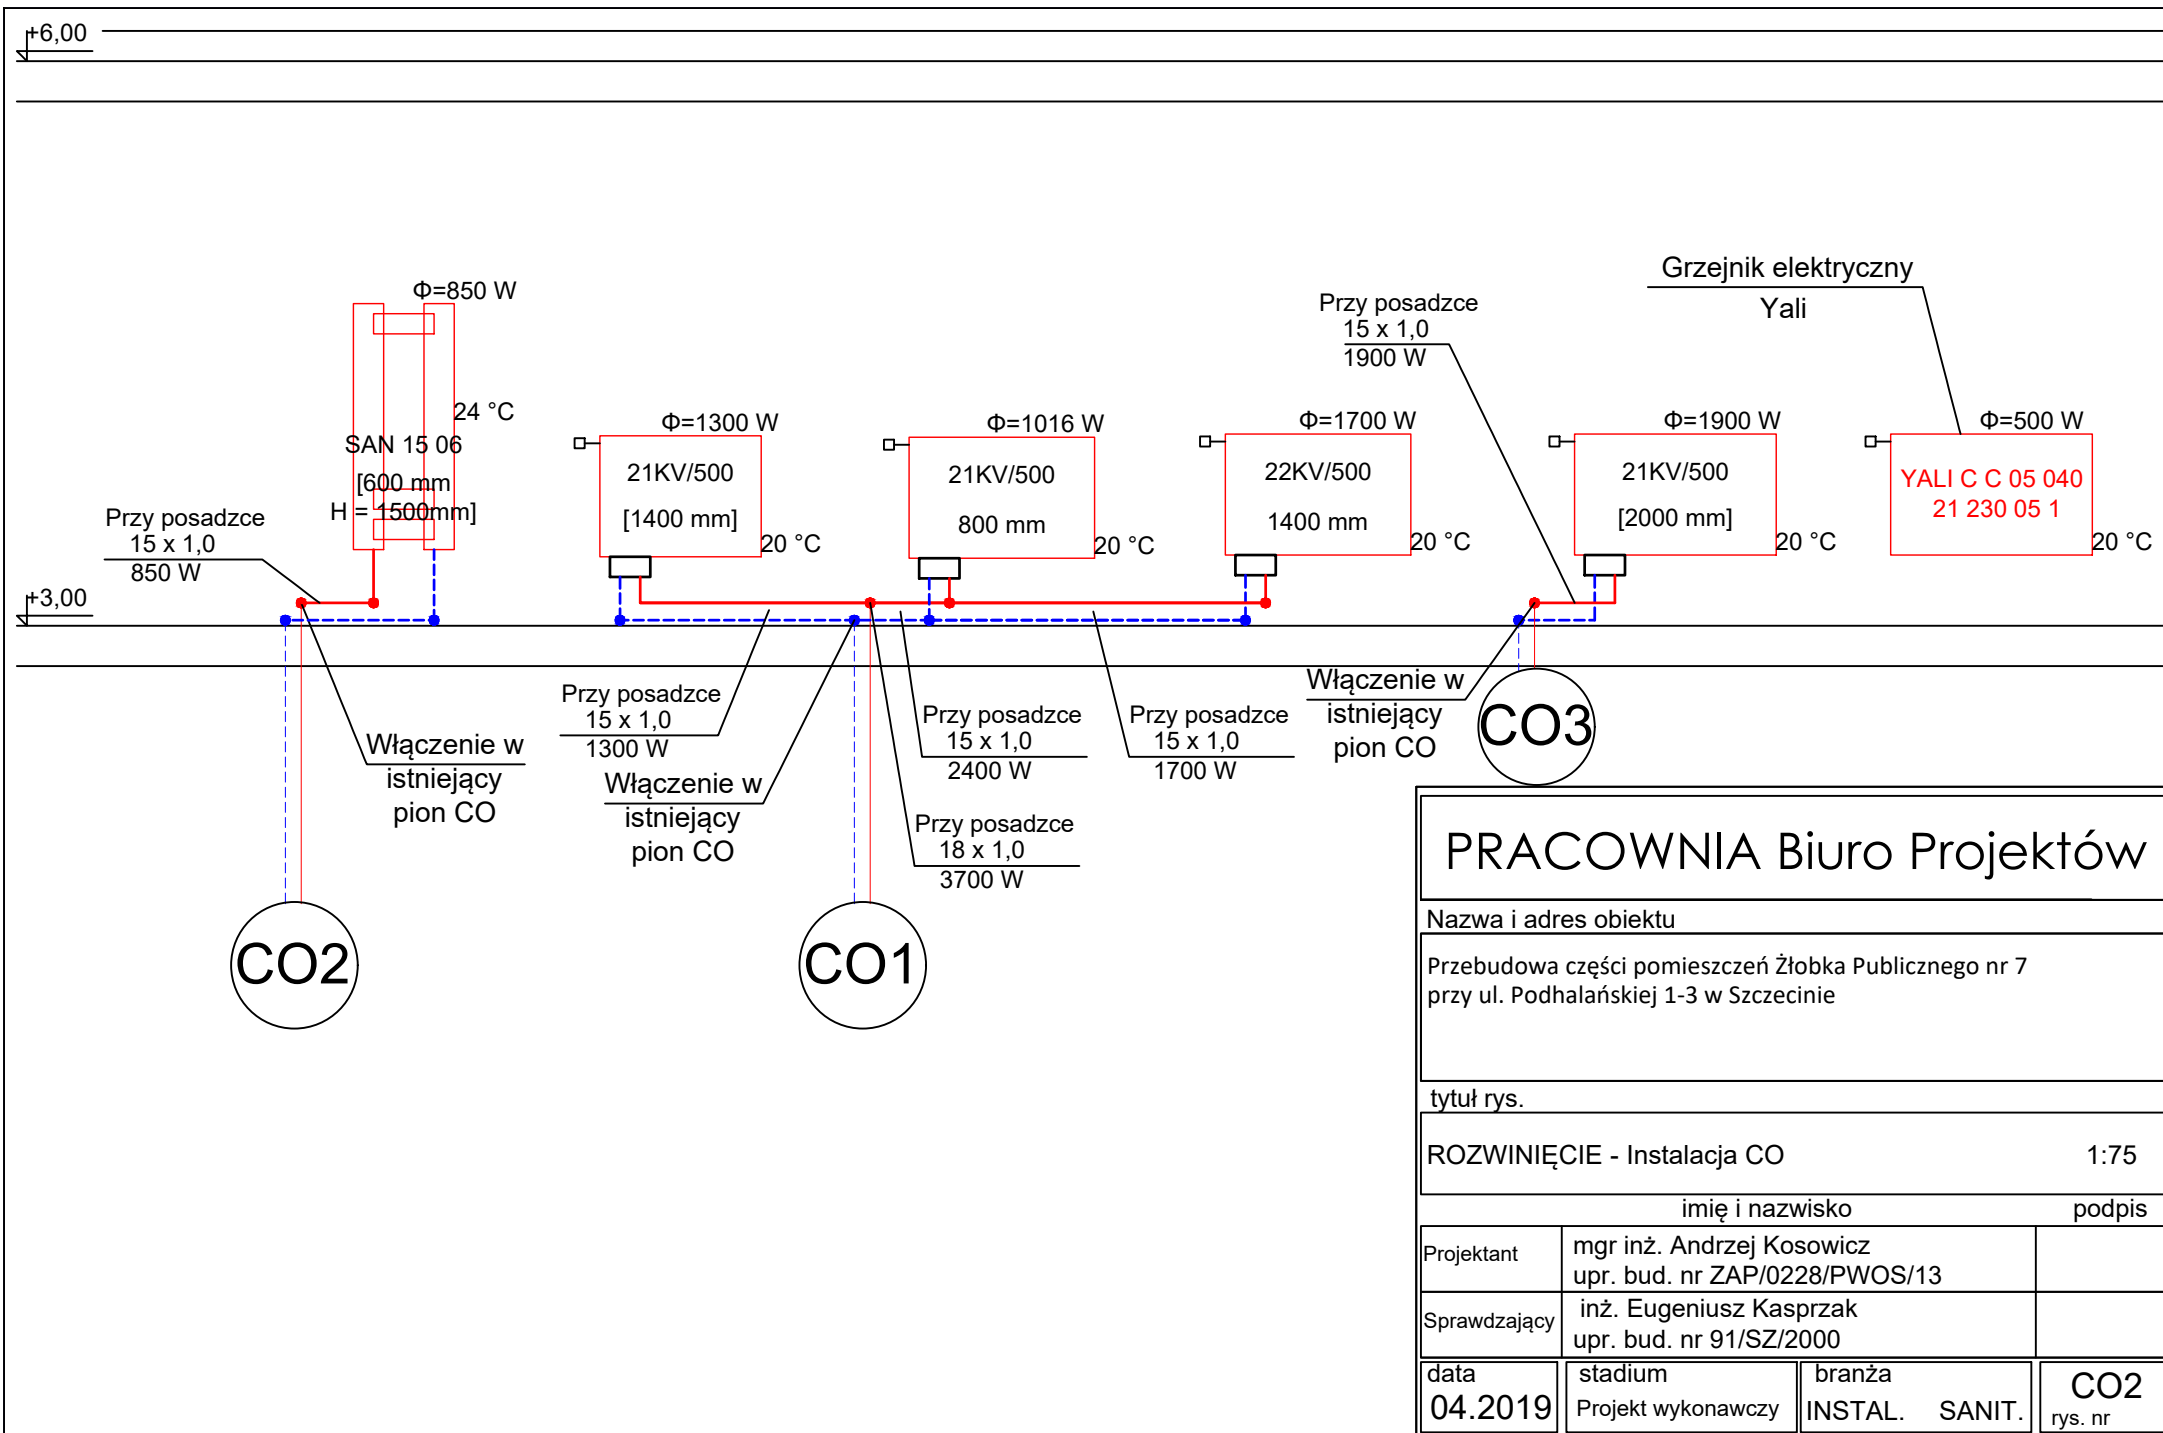 +6,00
Φ=850 W
24 °C
SAN 15 06
[600 mm
H = 1500mm]
Przy posadzce
15 x 1,0
850 W
+3,00
Φ=1300 W
21KV/500
[1400 mm]
20 °C
Φ=1016 W
21KV/500
800 mm
20 °C
Φ=1700 W
22KV/500
1400 mm
20 °C
Przy posadzce
15 x 1,0
1900 W
Φ=1900 W
21KV/500
[2000 mm]
20 °C
Grzejnik elektryczny
Yali
Φ=500 W
YALI C C 05 040
21 230 05 1
20 °C
Włączenie w
istniejący
pion CO
Przy posadzce
15 x 1,0
1300 W
Włączenie w
istniejący
pion CO
Przy posadzce
15 x 1,0
2400 W
Przy posadzce
18 x 1,0
3700 W
Przy posadzce
15 x 1,0
1700 W
Włączenie w
istniejący
pion CO
CO3
CO2
CO1
PRACOWNIA Biuro Projektów
Nazwa i adres obiektu
Przebudowa części pomieszczeń Żłobka Publicznego nr 7
przy ul. Podhalańskiej 1-3 w Szczecinie
tytuł rys.
ROZWINIĘCIE - Instalacja CO 1:75
imię i nazwisko podpis
Projektant
mgr inż. Andrzej Kosowicz
upr. bud. nr ZAP/0228/PWOS/13
Sprawdzający
inż. Eugeniusz Kasprzak
upr. bud. nr 91/SZ/2000
data
04.2019
stadium
Projekt wykonawczy
branża
INSTAL. SANIT.
CO2
rys. nr